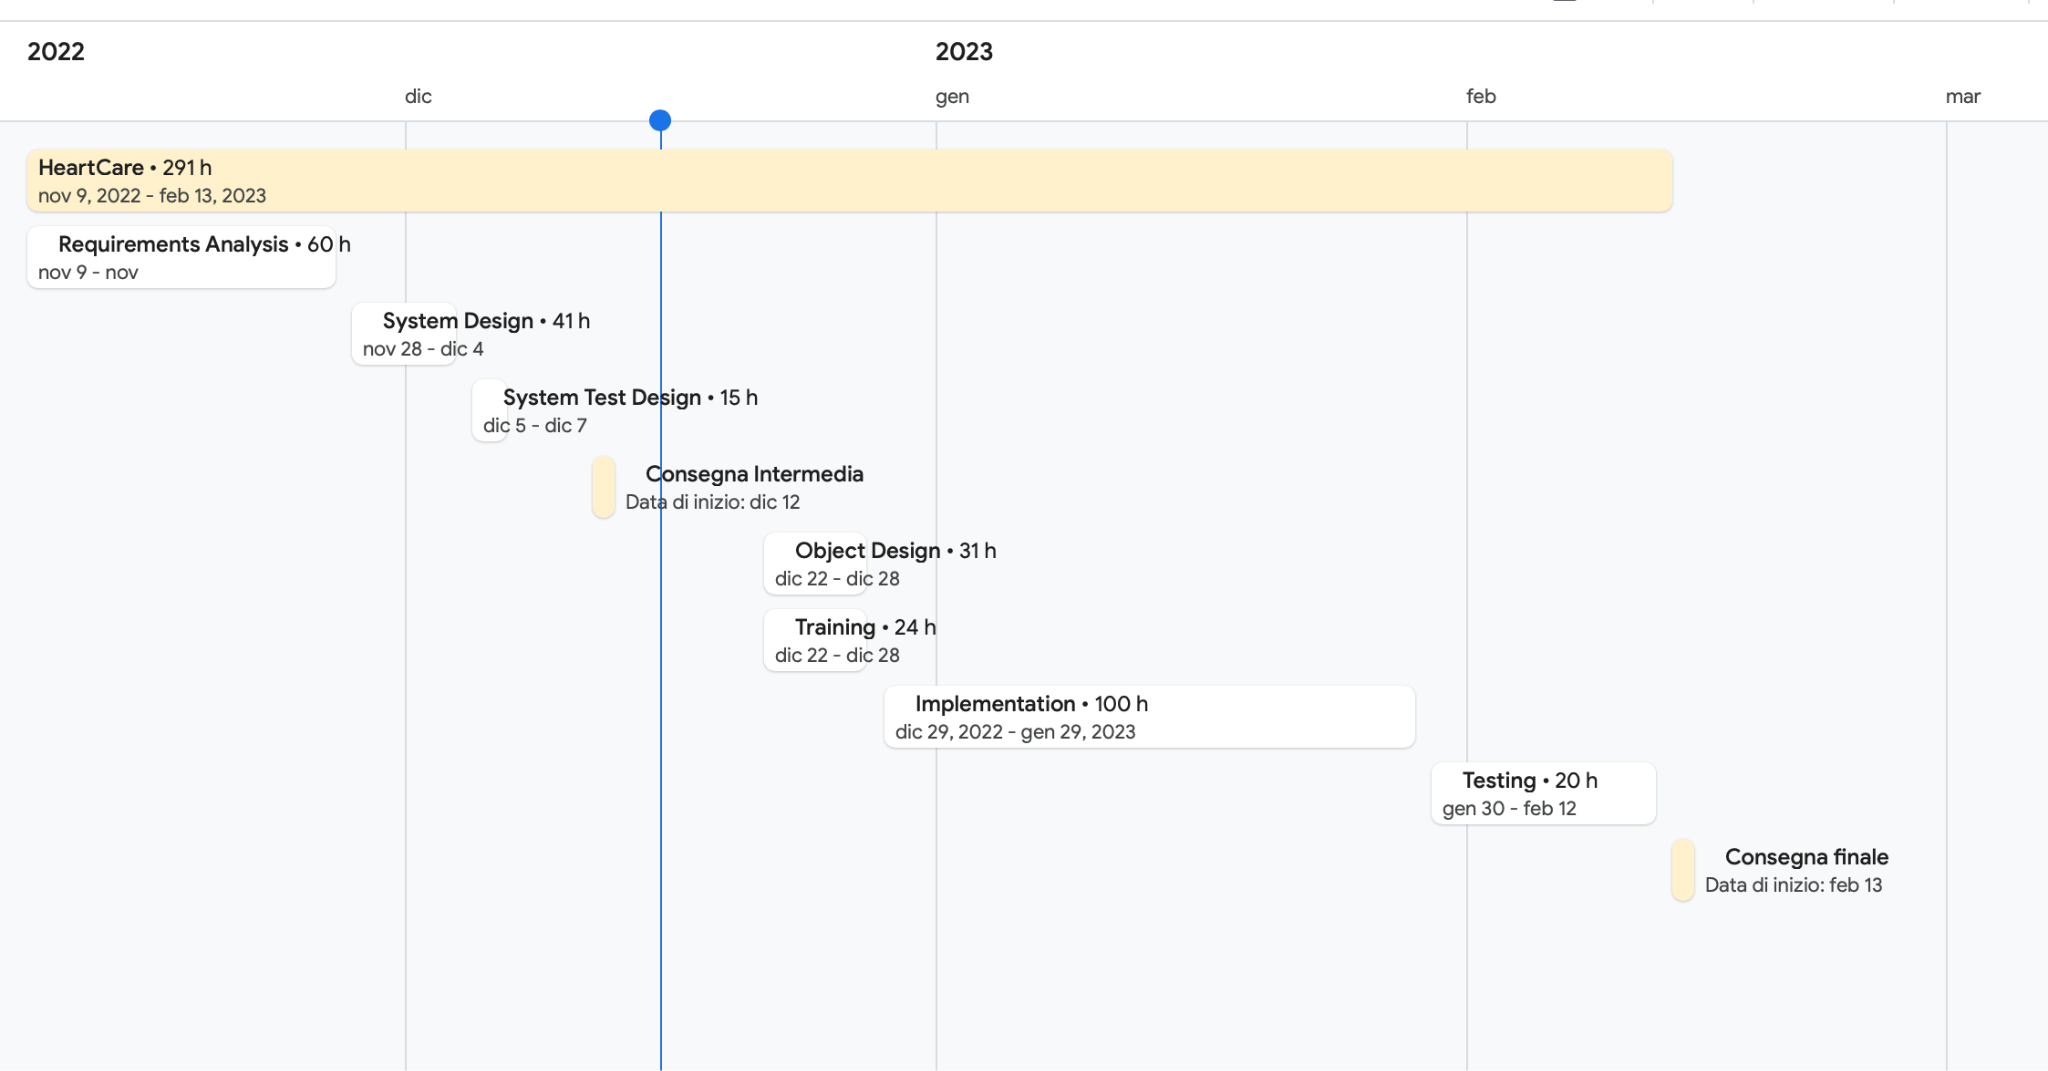 2022
2023
dic
gen
feb
mar
HeartCare • 291 h
nov 9, 2022 - feb 13, 2023
Requirements Analysis • 60 h
nov 9 - nov
System Design • 41 h
nov 28 - dic 4
System Test Design • 15 h
dic 5 - dic 7
Consegna Intermedia
Data di inizio: dic 12
Object Design • 31 h
dic 22 - dic 28
Training • 24 h
dic 22 - dic 28
Implementation • 100 h
dic 29, 2022 - gen 29, 2023
Testing • 20 h
gen 30 - feb 12
Consegna finale
Data di inizio: feb 13